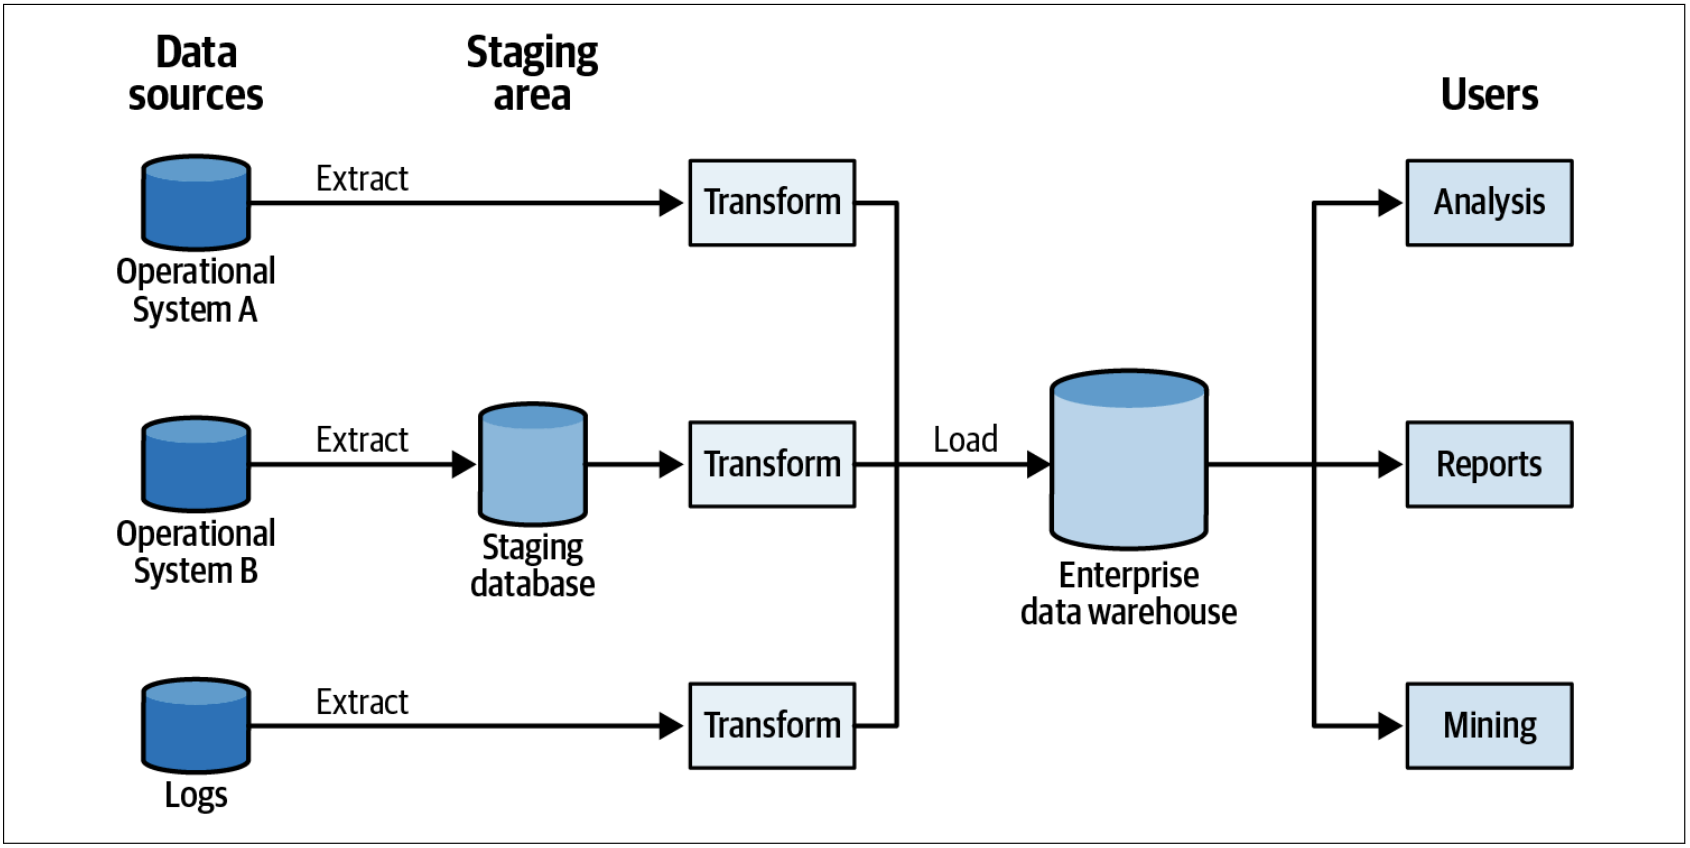 Data
sources
Staging
area
Users
Extract
Transform
Analysis
Operational
System A
Extract
Transform
Load
Reports
Operational
System B
Staging
database
Enterprise
data warehouse
Extract
Transform
Mining
Logs